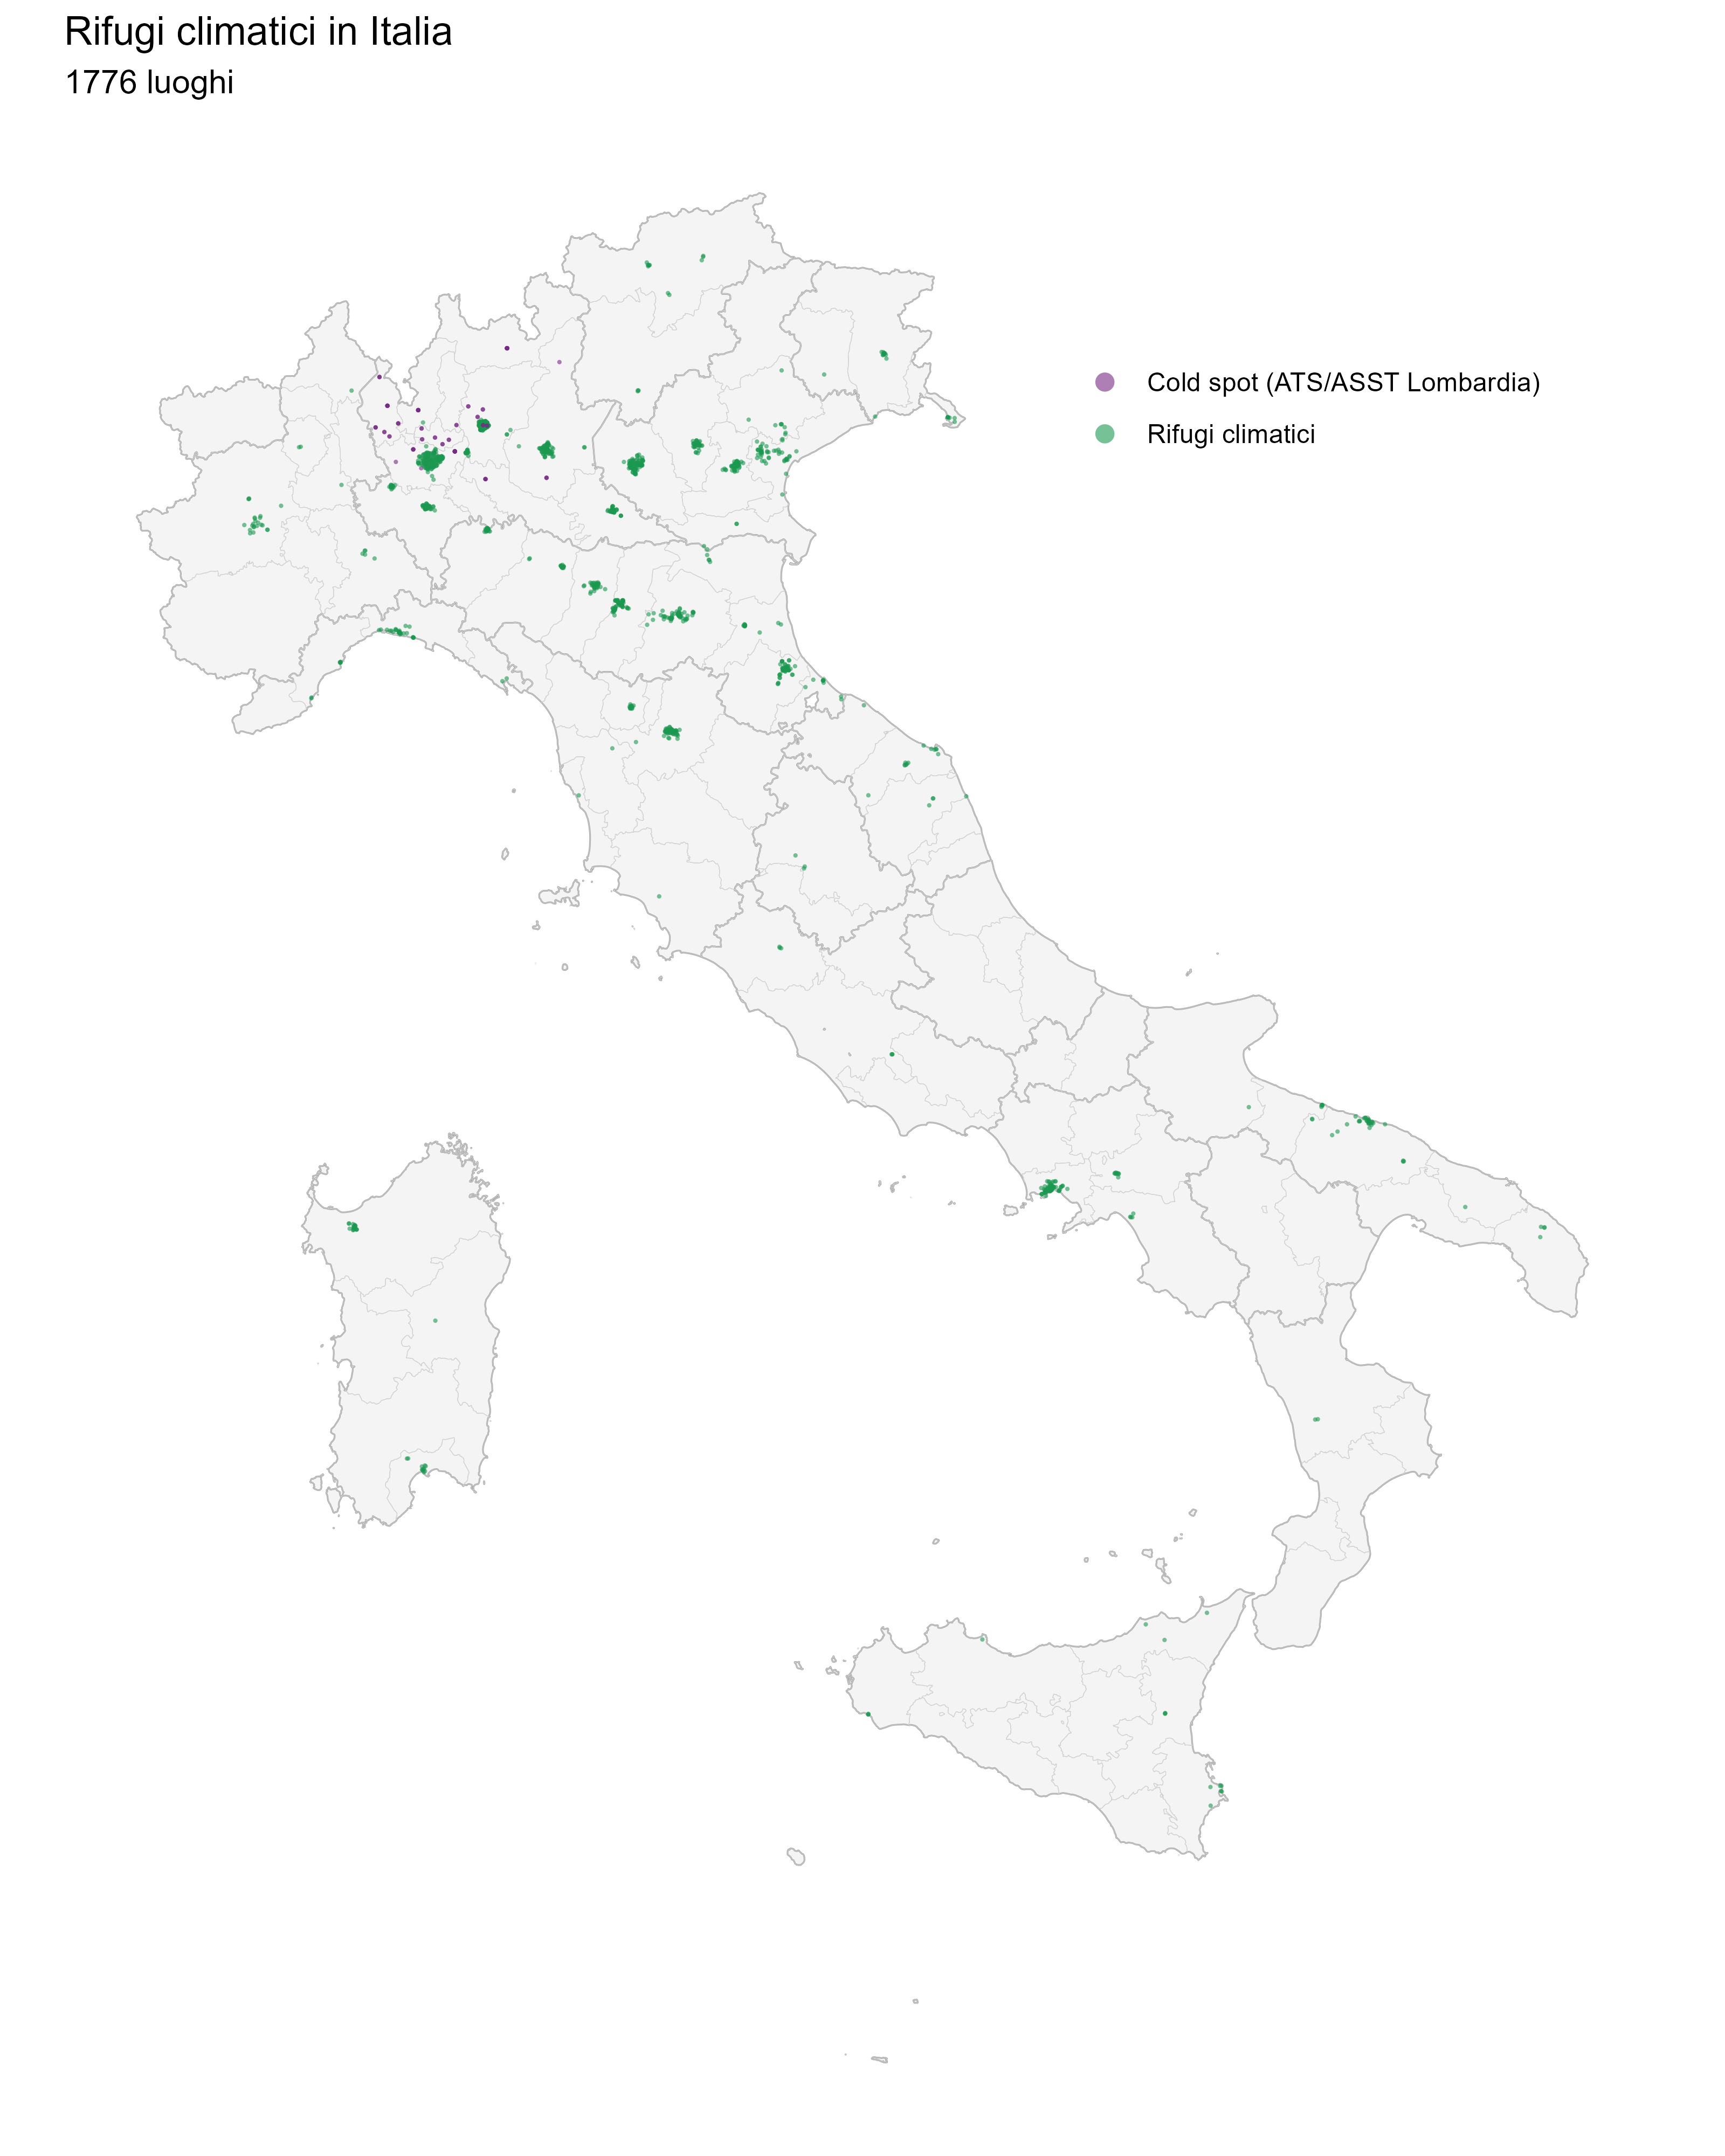 Rifugi climatici in Italia
1776 luoghi
Cold spot (ATS/ASST Lombardia)
Rifugi climatici